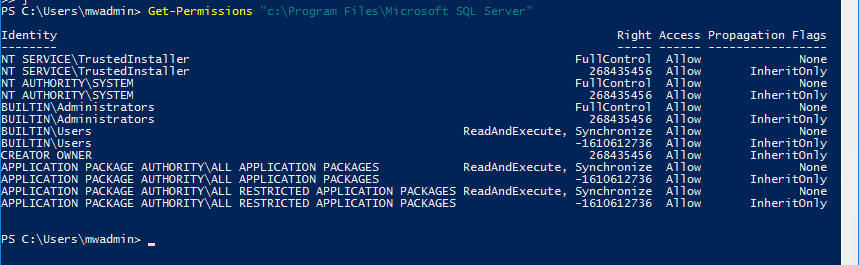 >> }
PS C:\Users\mwadmin> Get-Permissions "c:\Program Files\Microsoft SQL Server"
Identity Right Access Propagation Flags
-------- ----- ------ -----------------
NT SERVICE\TrustedInstaller FullControl Allow None
NT SERVICE\TrustedInstaller 268435456 Allow InheritOnly
NT AUTHORITY\SYSTEM FullControl Allow None
NT AUTHORITY\SYSTEM 268435456 Allow InheritOnly
BUILTIN\Administrators FullControl Allow None
BUILTIN\Administrators 268435456 Allow InheritOnly
BUILTIN\Users ReadAndExecute, Synchronize Allow None
BUILTIN\Users -1610612736 Allow InheritOnly
CREATOR OWNER 268435456 Allow InheritOnly
APPLICATION PACKAGE AUTHORITY\ALL APPLICATION PACKAGES ReadAndExecute, Synchronize Allow None
APPLICATION PACKAGE AUTHORITY\ALL APPLICATION PACKAGES -1610612736 Allow InheritOnly
APPLICATION PACKAGE AUTHORITY\ALL RESTRICTED APPLICATION PACKAGES ReadAndExecute, Synchronize Allow None
APPLICATION PACKAGE AUTHORITY\ALL RESTRICTED APPLICATION PACKAGES -1610612736 Allow InheritOnly
PS C:\Users\mwadmin> _